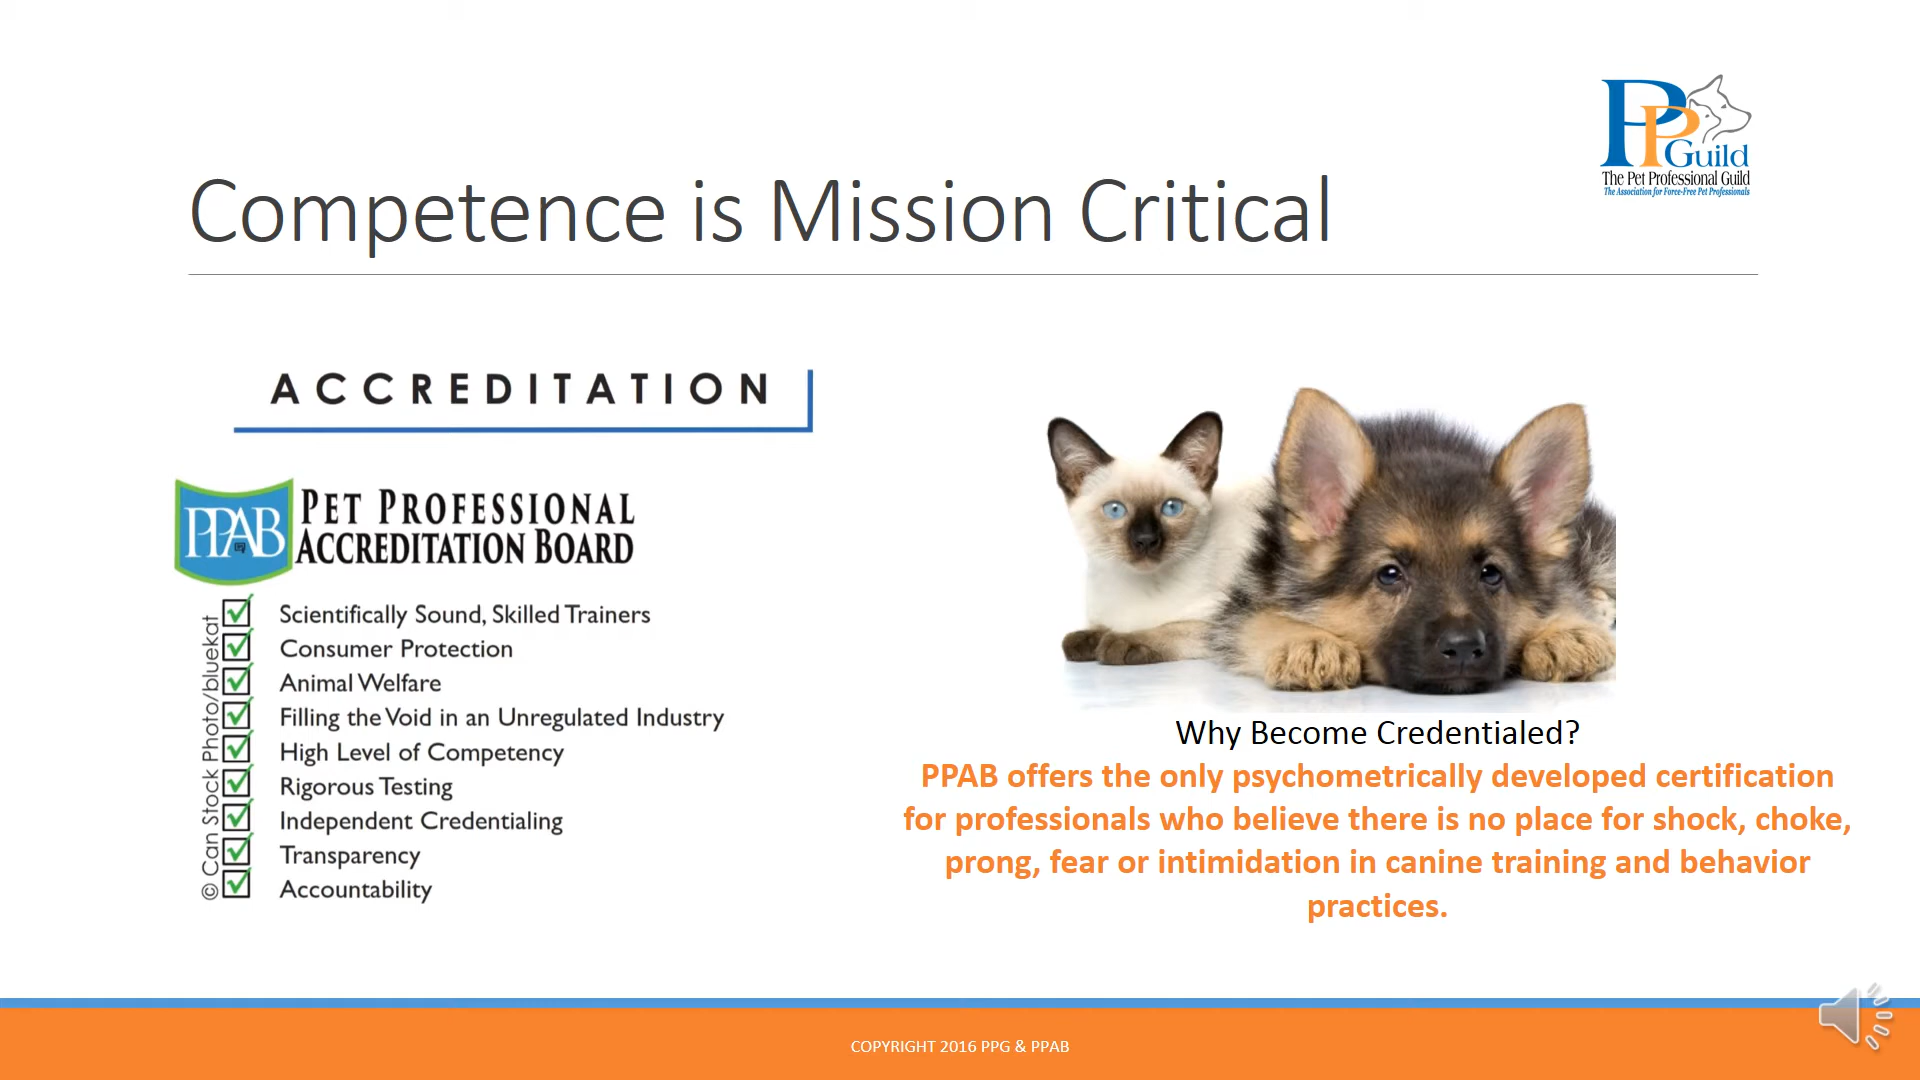 PP
Guild
The Pet Professional Guild
The Association for Force-Free Pet Professionals
Competence is Mission Critical
ACCREDITATION
PPAB
PET PROFESSIONAL
ACCREDITATION BOARD
Scientifically Sound, Skilled Trainers
Consumer Protection
Animal Welfare
Filling the Void in an Unregulated Industry
High Level of Competency
Rigorous Testing
Independent Credentialing
Transparency
Accountability
© Can Stock Photo/bluekat
Why Become Credentialed?
PPAB offers the only psychometrically developed certification
for professionals who believe there is no place for shock, choke,
prong, fear or intimidation in canine training and behavior
practices.
COPYRIGHT 2016 PPG & PPAB